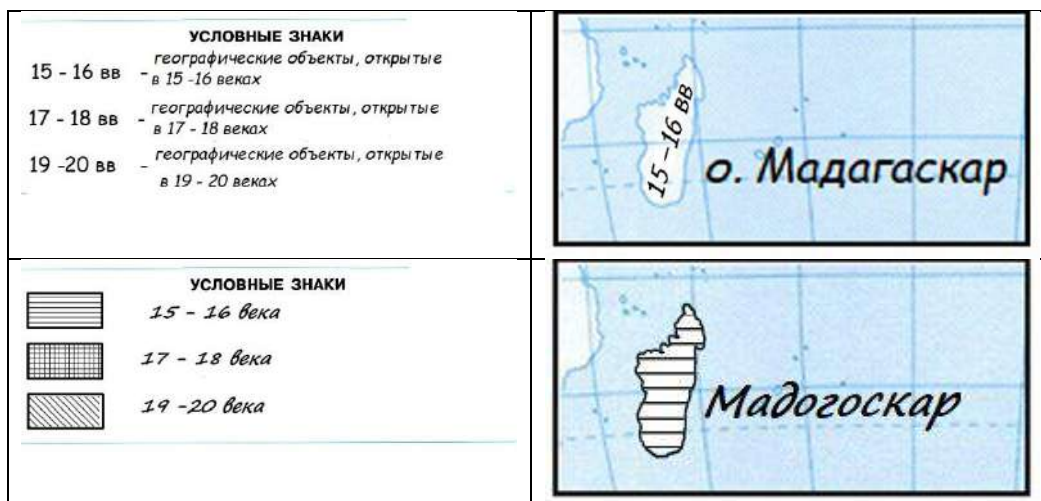 УСЛОВНЫЕ ЗНАКИ
15 - 16 вв - географические объекты, открытые
в 15 -16 веках
17 - 18 вв - географические объекты, открытые
в 17 - 18 веках
19 -20 вв - географические объекты, открытые
в 19 - 20 веках
15 -16 вв
о. Мадагаскар
УСЛОВНЫЕ ЗНАКИ
15 - 16 века
17 - 18 века
19 -20 века
Мадогоскар